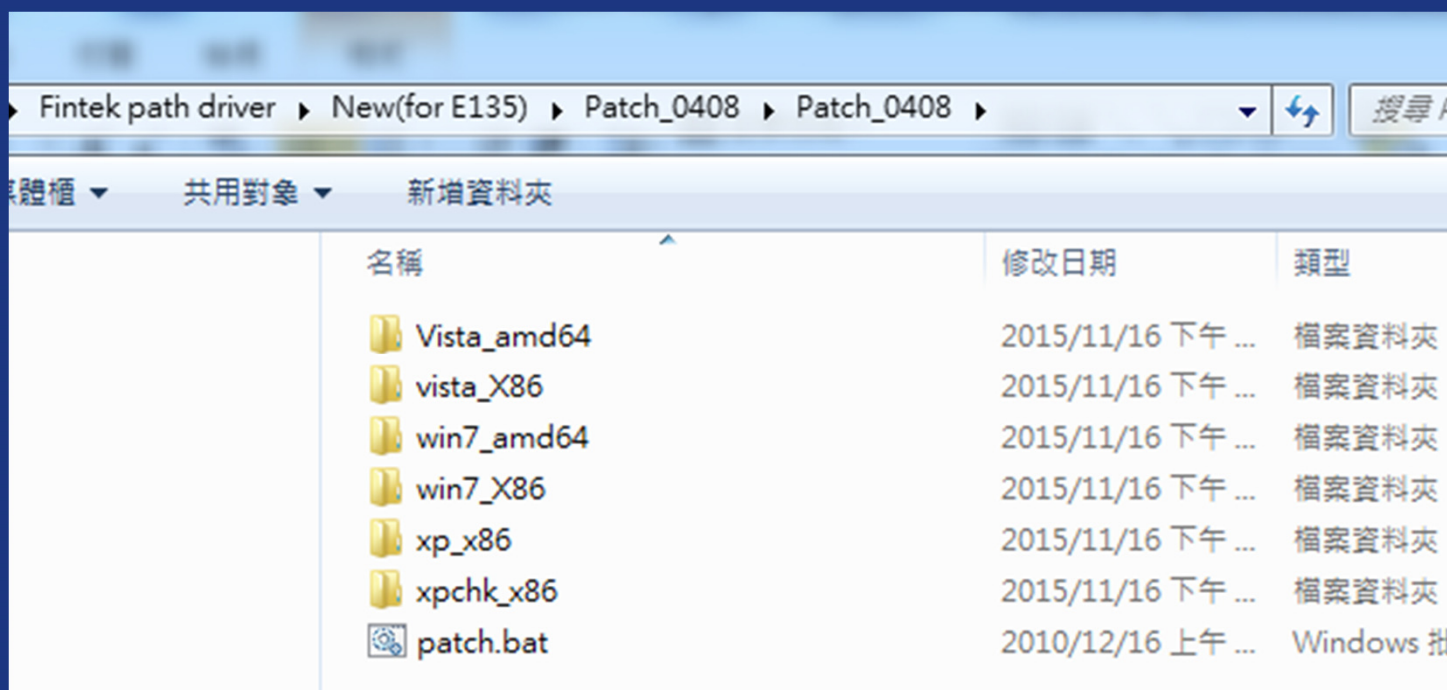 Fintek path driver ▸ New(for E135) ▸ Patch_0408 ▸ Patch_0408 ▸ 搜尋
體櫃 共用對象 新增資料夾
名稱 修改日期 類型
Vista_amd64 2015/11/16 下午 ... 檔案資料夾
vista_X86 2015/11/16 下午 ... 檔案資料夾
win7_amd64 2015/11/16 下午 ... 檔案資料夾
win7_X86 2015/11/16 下午 ... 檔案資料夾
xp_x86 2015/11/16 下午 ... 檔案資料夾
xpchk_x86 2015/11/16 下午 ... 檔案資料夾
patch.bat 2010/12/16 上午 ... Windows 批